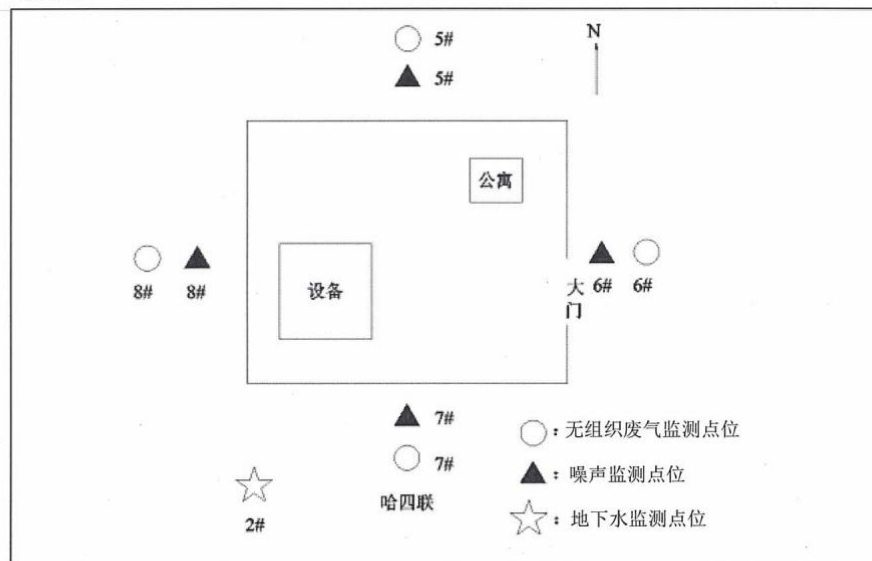 5#
N
5#
公寓
设备
8#
8#
大门
6#
6#
7#
7#
哈四联
2#
：无组织废气监测点位
：噪声监测点位
：地下水监测点位